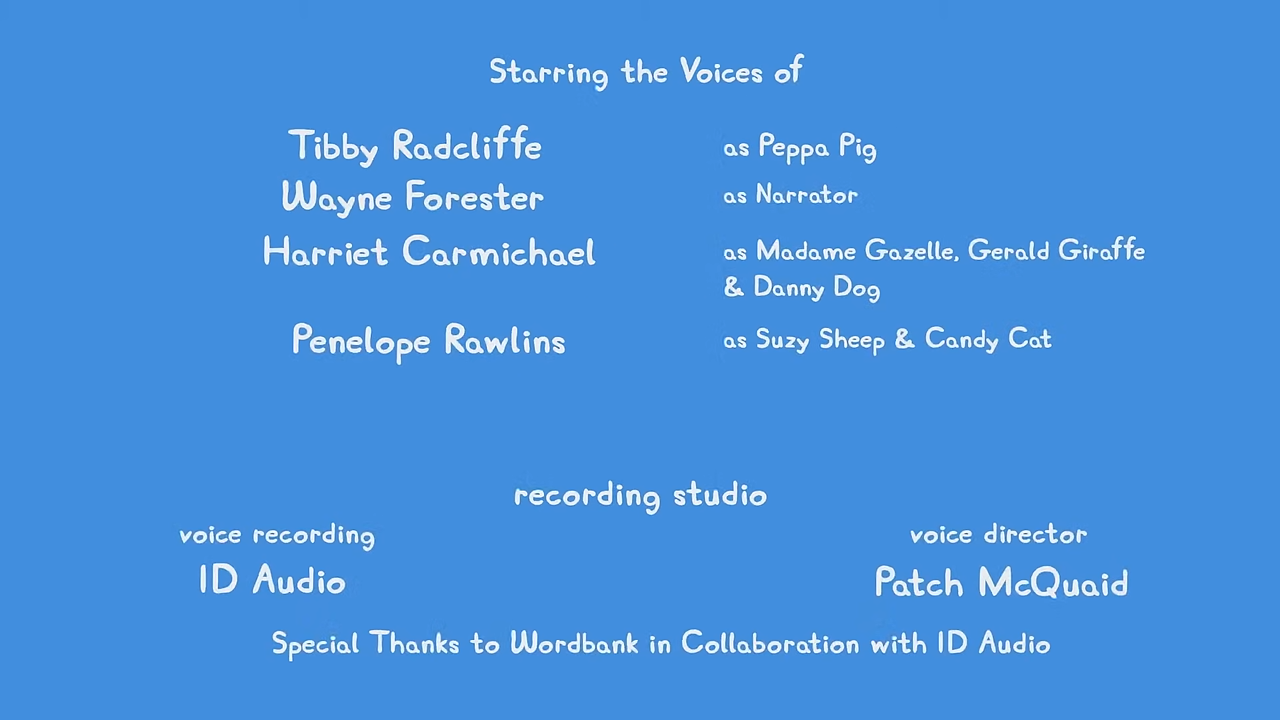 Starring the Voices of
Tibby Radcliffe as Peppa Pig
Wayne Forester as Narrator
Harriet Carmichael as Madame Gazelle, Gerald Giraffe
& Danny Dog
Penelope Rawlins as Suzy Sheep & Candy Cat
recording studio
voice recording voice director
ID Audio Patch McQuaid
Special Thanks to Wordbank in Collaboration with ID Audio